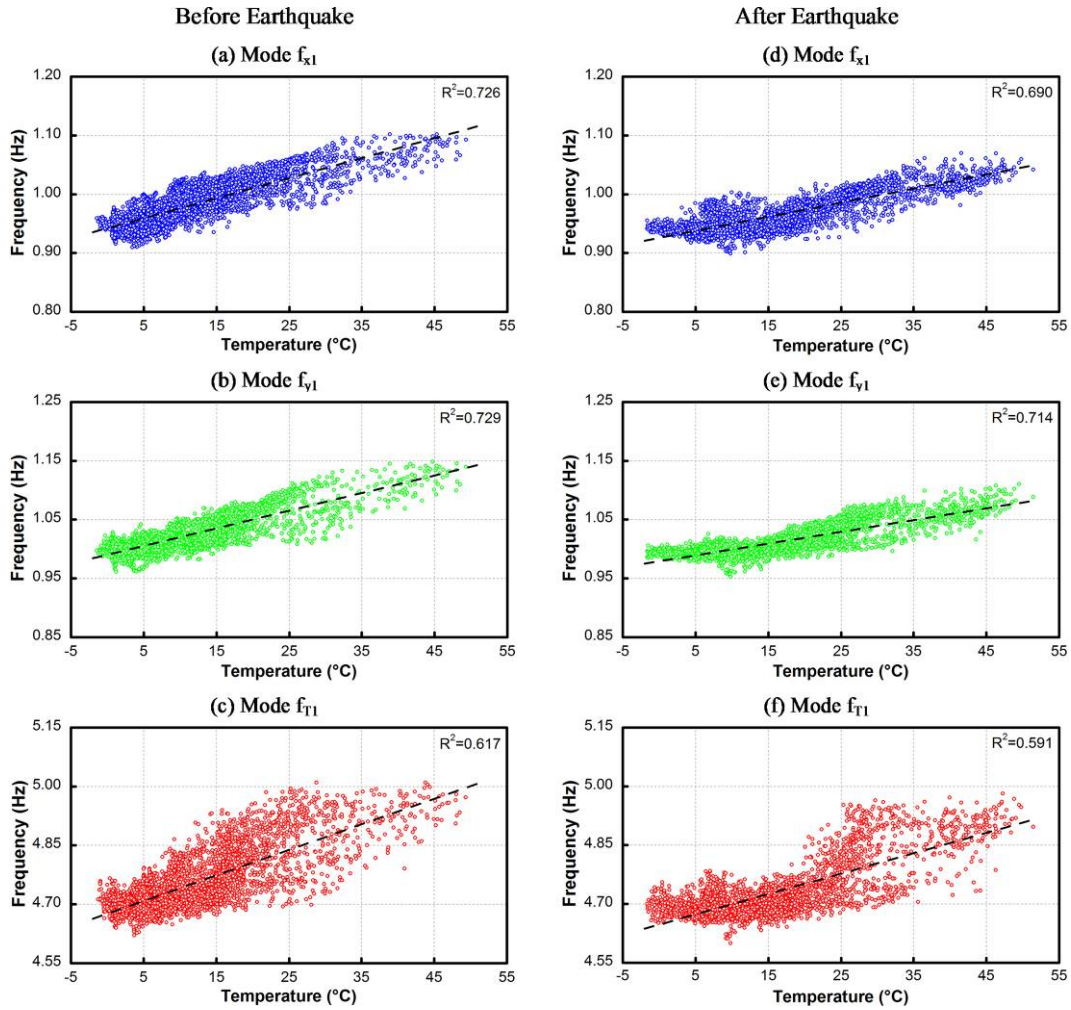 Before Earthquake
After Earthquake
(a) Mode fx1
(d) Mode fx1
1.20
1.10
1.00
0.90
0.80
Frequency (Hz)
R²=0.726
-5 5 15 25 35 45 55
Temperature (°C)
1.20
1.10
1.00
0.90
0.80
Frequency (Hz)
R²=0.690
-5 5 15 25 35 45 55
Temperature (°C)
(b) Mode fy1
(e) Mode fy1
1.25
1.15
1.05
0.95
0.85
Frequency (Hz)
R²=0.729
-5 5 15 25 35 45 55
Temperature (°C)
1.25
1.15
1.05
0.95
0.85
Frequency (Hz)
R²=0.714
-5 5 15 25 35 45 55
Temperature (°C)
(c) Mode fT1
(f) Mode fT1
5.15
5.00
4.85
4.70
4.55
Frequency (Hz)
R²=0.617
-5 5 15 25 35 45 55
Temperature (°C)
5.15
5.00
4.85
4.70
4.55
Frequency (Hz)
R²=0.591
-5 5 15 25 35 45 55
Temperature (°C)